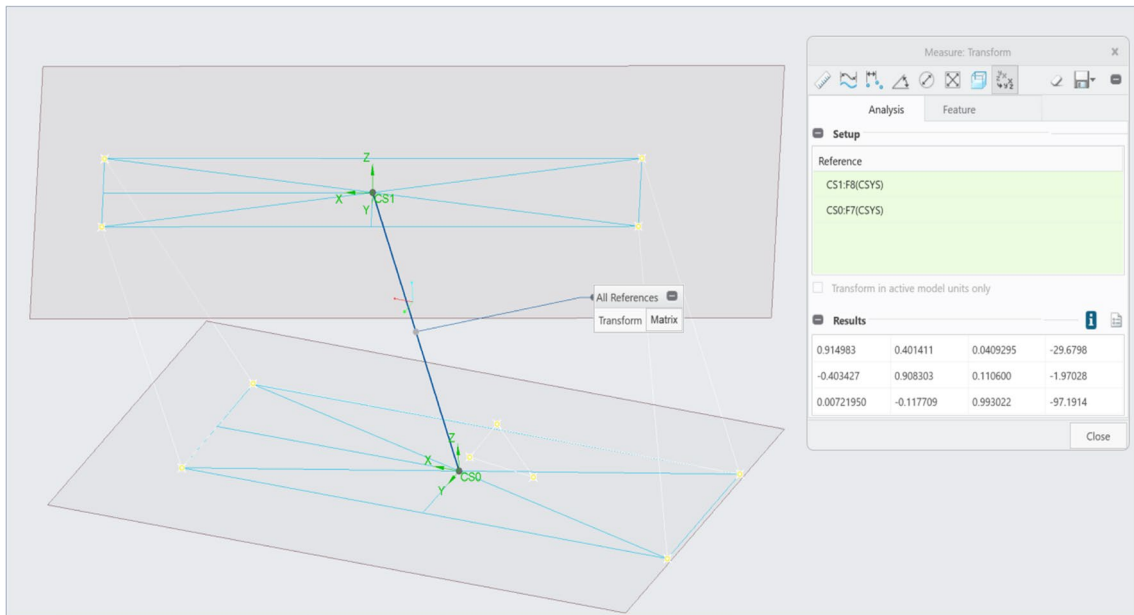 Measure: Transform
x
Analysis
Feature
Setup
Reference
CS1:F8(CSYS)
CS0:F7(CSYS)
Transform in active model units only
Results
0.914983 0.401411 0.0409295 -29.6798
-0.403427 0.908303 0.110600 -1.97028
0.00721950 -0.117709 0.993022 -97.1914
Close
Z
X
CS1
Y
All References
Transform Matrix
Z
X
CS0
Y